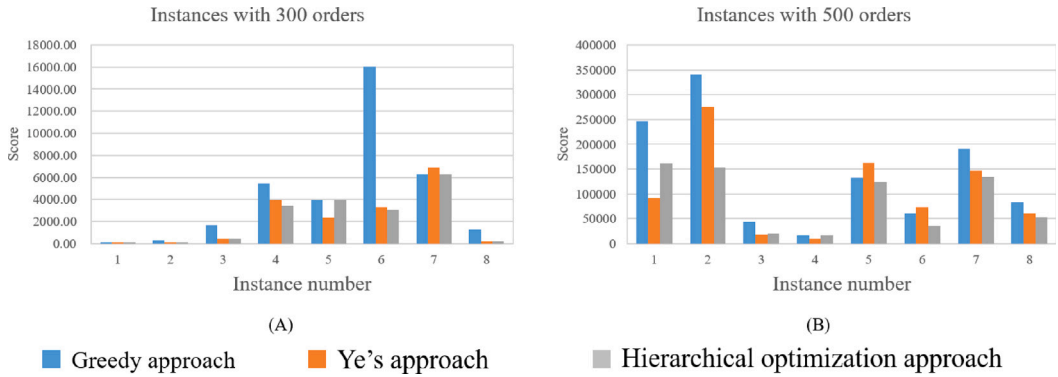 Instances with 300 orders
18000.00
16000.00
14000.00
12000.00
10000.00
8000.00
6000.00
4000.00
2000.00
0.00
Score
1 2 3 4 5 6 7 8
Instance number
(A)
Instances with 500 orders
400000
350000
300000
250000
200000
150000
100000
50000
0
Score
1 2 3 4 5 6 7 8
Instance number
(B)
Greedy approach Ye's approach Hierarchical optimization approach